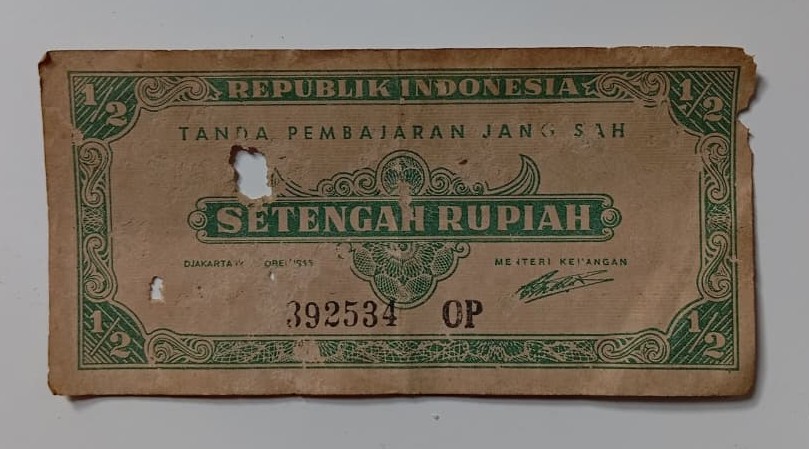 1/2 REPUBLIK INDONESIA 1/2
TANDA PEMBAJARAN JANG SAH
SETENGAH RUPIAH
DJAKARTA
MENTERI KEUANGAN
392534 OP
1/2 1/2